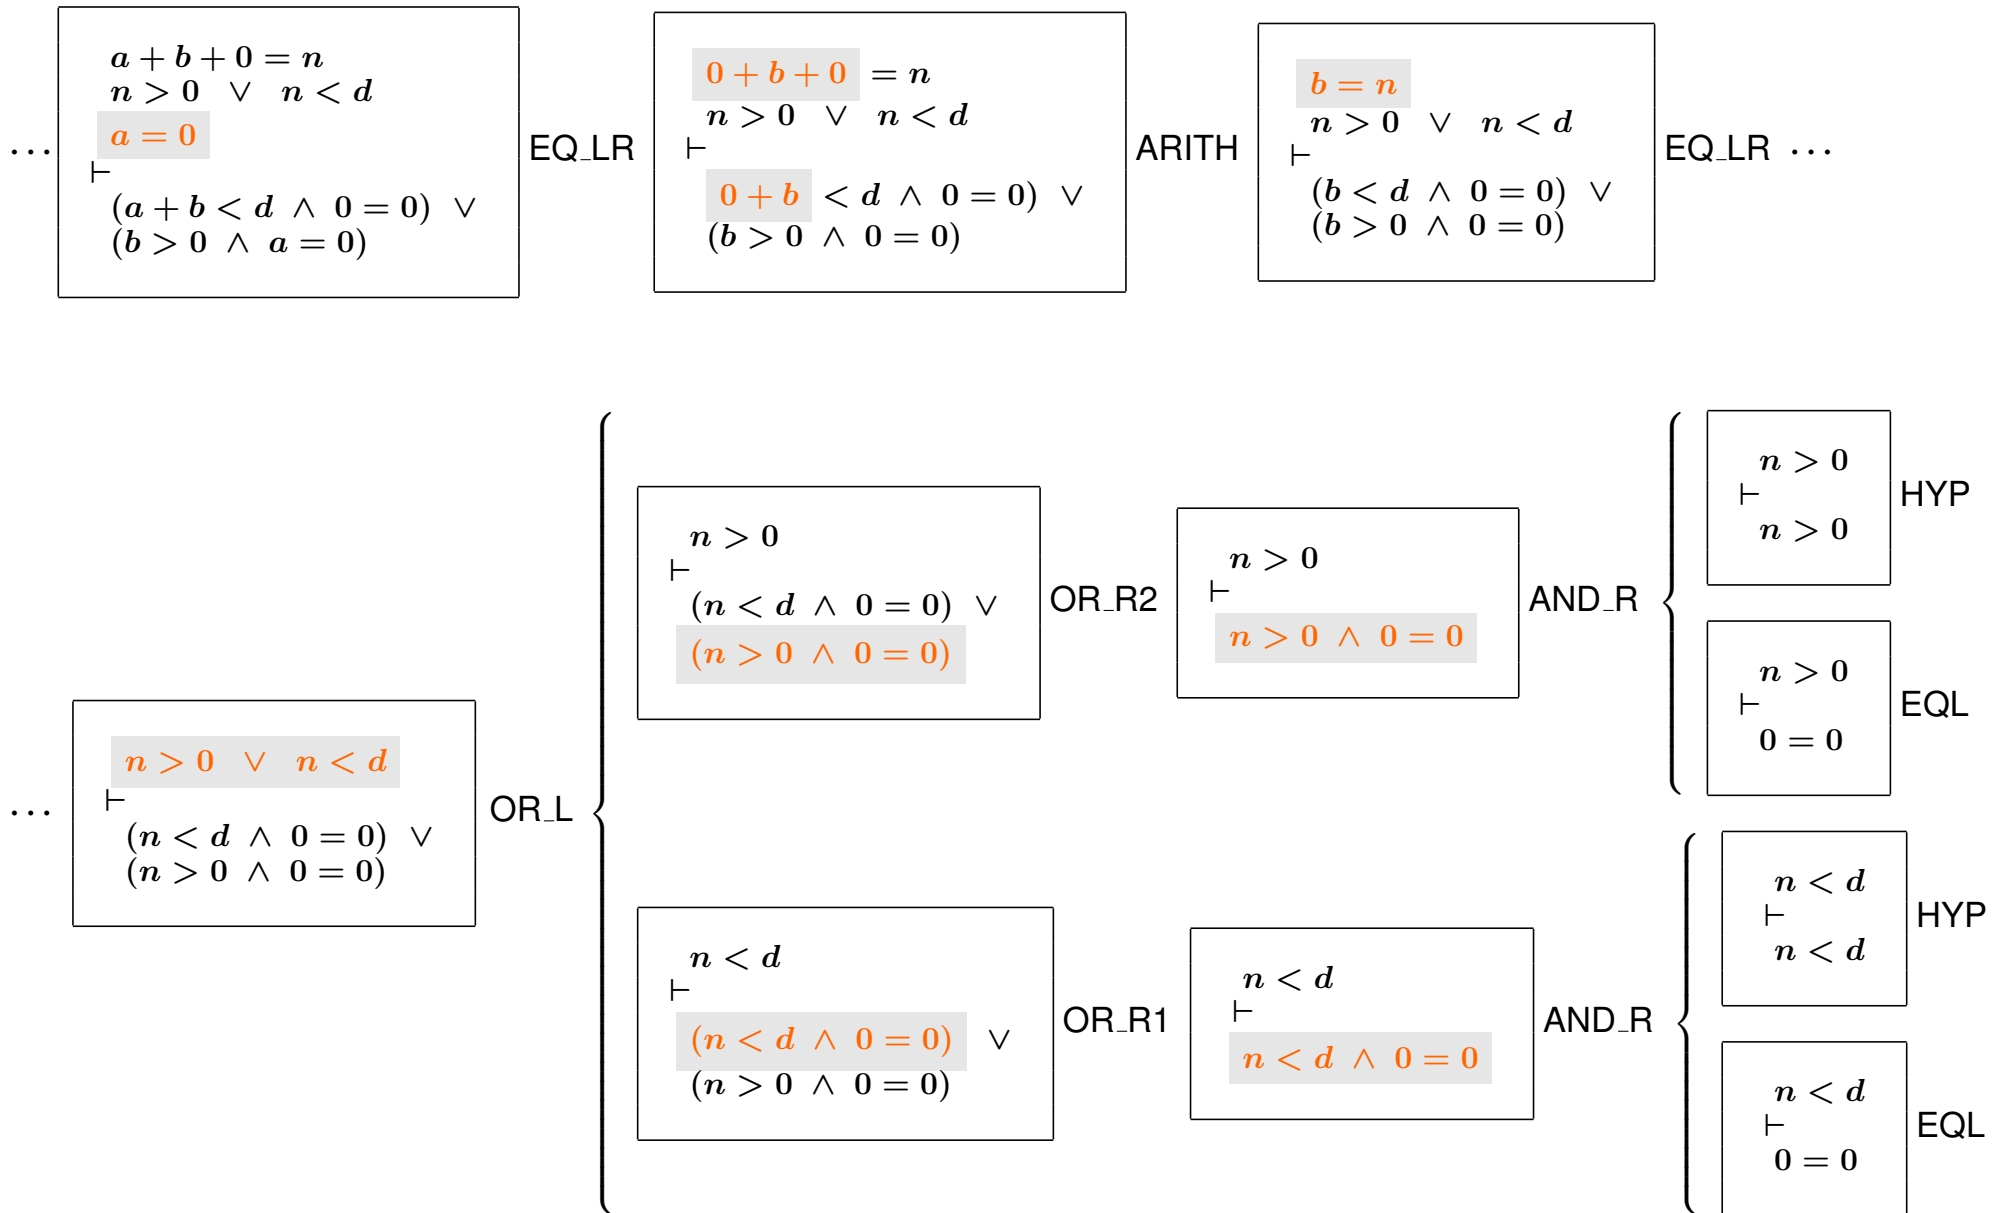 ···
a + b + 0 = n
n > 0 ∨ n < d
a = 0
⊢
(a + b < d ∧ 0 = 0) ∨
(b > 0 ∧ a = 0)
EQ_LR
0 + b + 0 = n
n > 0 ∨ n < d
⊢
0 + b < d ∧ 0 = 0) ∨
(b > 0 ∧ 0 = 0)
ARITH
b = n
n > 0 ∨ n < d
⊢
(b < d ∧ 0 = 0) ∨
(b > 0 ∧ 0 = 0)
EQ_LR ···
···
n > 0 ∨ n < d
⊢
(n < d ∧ 0 = 0) ∨
(n > 0 ∧ 0 = 0)
OR_L
n > 0
⊢
(n < d ∧ 0 = 0) ∨
(n > 0 ∧ 0 = 0)
OR_R2
n > 0
⊢
n > 0 ∧ 0 = 0
AND_R
n > 0
⊢
n > 0
HYP
n > 0
⊢
0 = 0
EQL
n < d
⊢
(n < d ∧ 0 = 0) ∨
(n > 0 ∧ 0 = 0)
OR_R1
n < d
⊢
n < d ∧ 0 = 0
AND_R
n < d
⊢
n < d
HYP
n < d
⊢
0 = 0
EQL